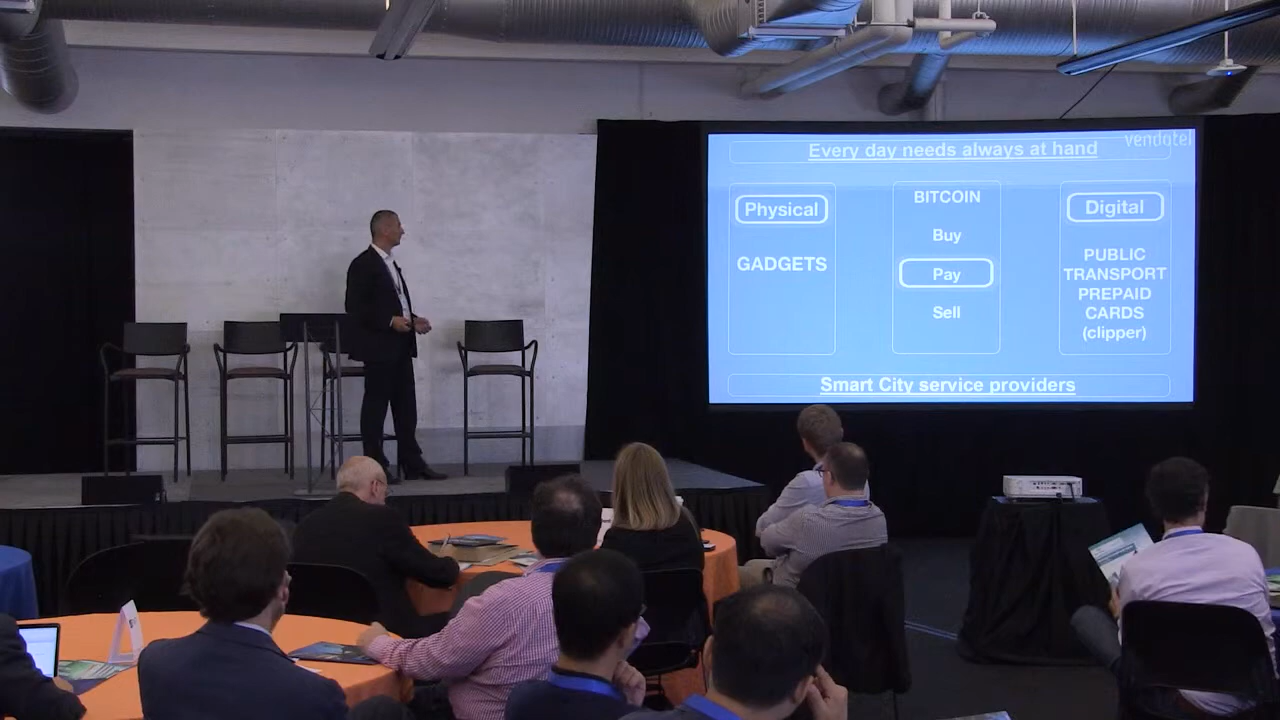 vendotel
Every day needs always at hand
Physical
GADGETS
BITCOIN
Buy
Pay
Sell
Digital
PUBLIC
TRANSPORT
PREPAID
CARDS
(clipper)
Smart City service providers